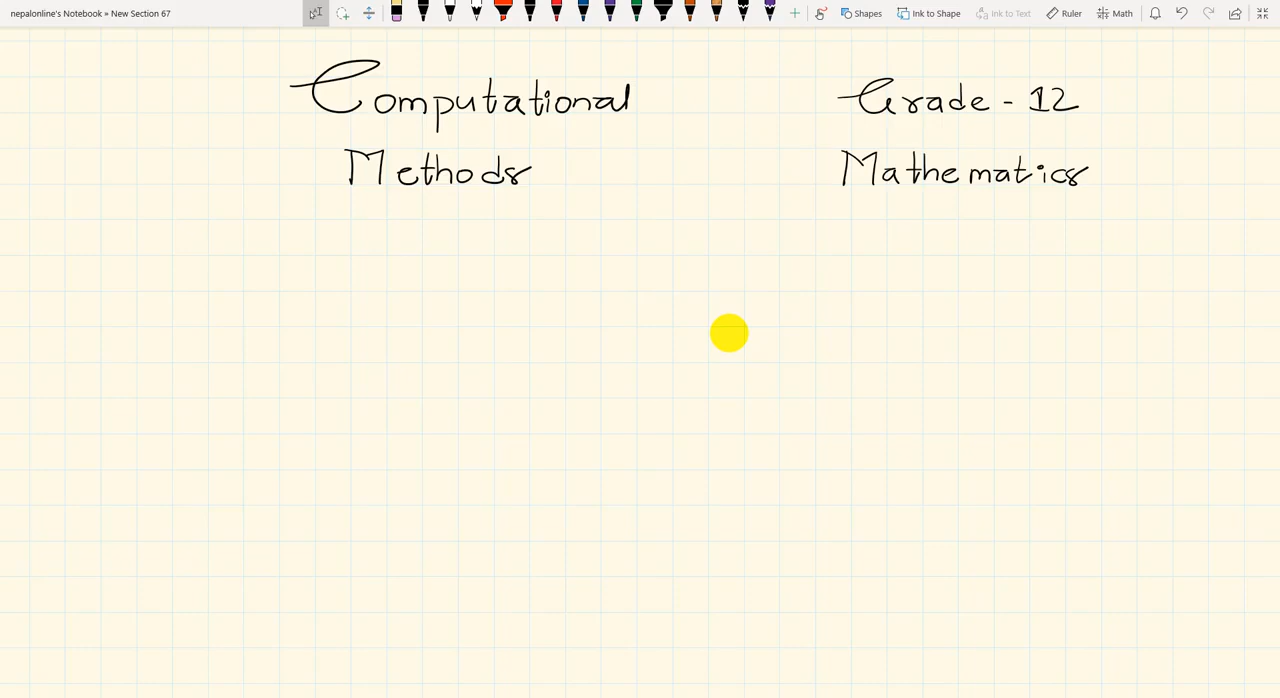 nepalonline's Notebook » New Section 67
Shapes Ink to Shape Ink to Text Ruler Math
Computational Grade - 12
Methods Mathematics